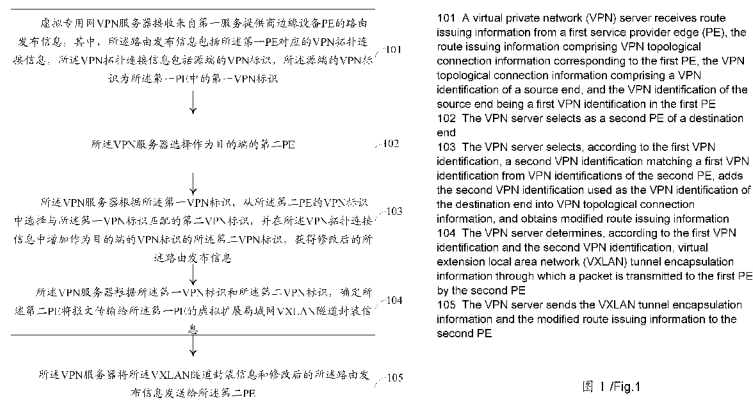 虚拟专用网VPN服务器接收来自第一服务提供商边缘设备PE的路由
发布信息；其中，所述路由发布信息包括所述第一PE对应的VPN拓扑连
接信息；所述VPN拓扑连接信息包括源端的VPN标识，所述源端的VPN标
识为所述第一PE中的第一VPN标识
101
所述VPN服务器选择作为目的端的第二PE
102
所述VPN服务器根据所述第一VPN标识，从所述第二PE的VPN标识
中选择与所述第一VPN标识匹配的第二VPN标识，并在所述VPN拓扑连接
信息中增加作为目的端的VPN标识的所述第二VPN标识，获得修改后的所
述路由发布信息
103
所述VPN服务器根据所述第一VPN标识和所述第二VPN标识，确定所
述第二PE将报文传输给所述第一PE的虚拟扩展局域网VXLAN隧道封装信
息
104
所述VPN服务器将所述VXLAN隧道封装信息和修改后的所述路由发
布信息发送给所述第二PE
105
101 A virtual private network (VPN) server receives route
issuing information from a first service provider edge (PE), the
route issuing information comprising VPN topological
connection information corresponding to the first PE, the VPN
topological connection information comprising a VPN
identification of a source end, and the VPN identification of the
source end being a first VPN identification in the first PE
102 The VPN server selects as a second PE of a destination
end
103 The VPN server selects, according to the first VPN
identification, a second VPN identification matching a first VPN
identification from VPN identifications of the second PE, adds
the second VPN identification used as the VPN identification of
the destination end into VPN topological connection
information, and obtains modified route issuing information
104 The VPN server determines, according to the first VPN
identification and the second VPN identification, virtual
extension local area network (VXLAN) tunnel encapsulation
information through which a packet is transmitted to the first PE
by the second PE
105 The VPN server sends the VXLAN tunnel encapsulation
information and the modified route issuing information to the
second PE
图 1 /Fig.1